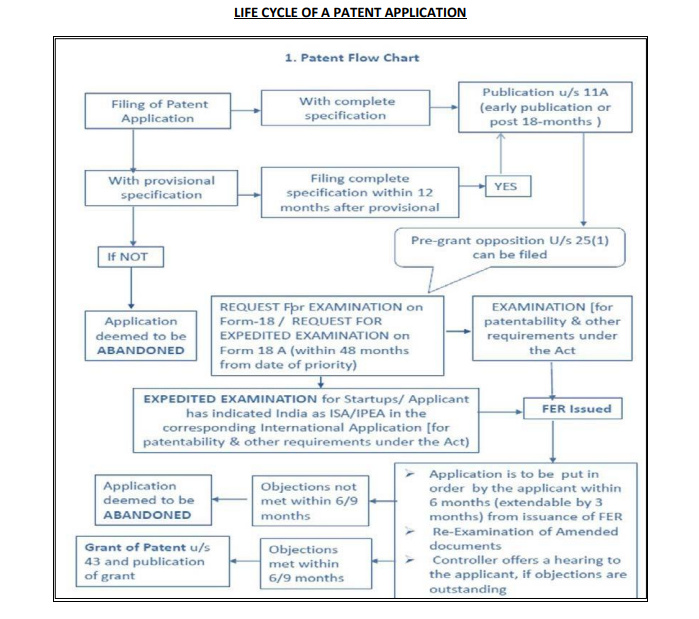 LIFE CYCLE OF A PATENT APPLICATION
1. Patent Flow Chart
Filing of Patent
Application
With complete
specification
Publication u/s 11A
(early publication or
post 18-months )
With provisional
specification
Filing complete
specification within 12
months after provisional
YES
If NOT
Pre-grant opposition U/s 25(1)
can be filed
Application
deemed to be
ABANDONED
REQUEST For EXAMINATION on
Form-18 / REQUEST FOR
EXPEDITED EXAMINATION on
Form 18 A (within 48 months
from date of priority)
EXAMINATION [for
patentability & other
requirements under
the Act
EXPEDITED EXAMINATION for Startups/ Applicant
has indicated India as ISA/IPEA in the
corresponding International Application [for
patentability & other requirements under the Act)
FER Issued
Application
deemed to be
ABANDONED
Objections not
met within 6/9
months
Application is to be put in
order by the applicant within
6 months (extendable by 3
months) from issuance of FER
Re-Examination of Amended
documents
Controller offers a hearing to
the applicant, if objections are
outstanding
Grant of Patent u/s
43 and publication
of grant
Objections
met within
6/9 months